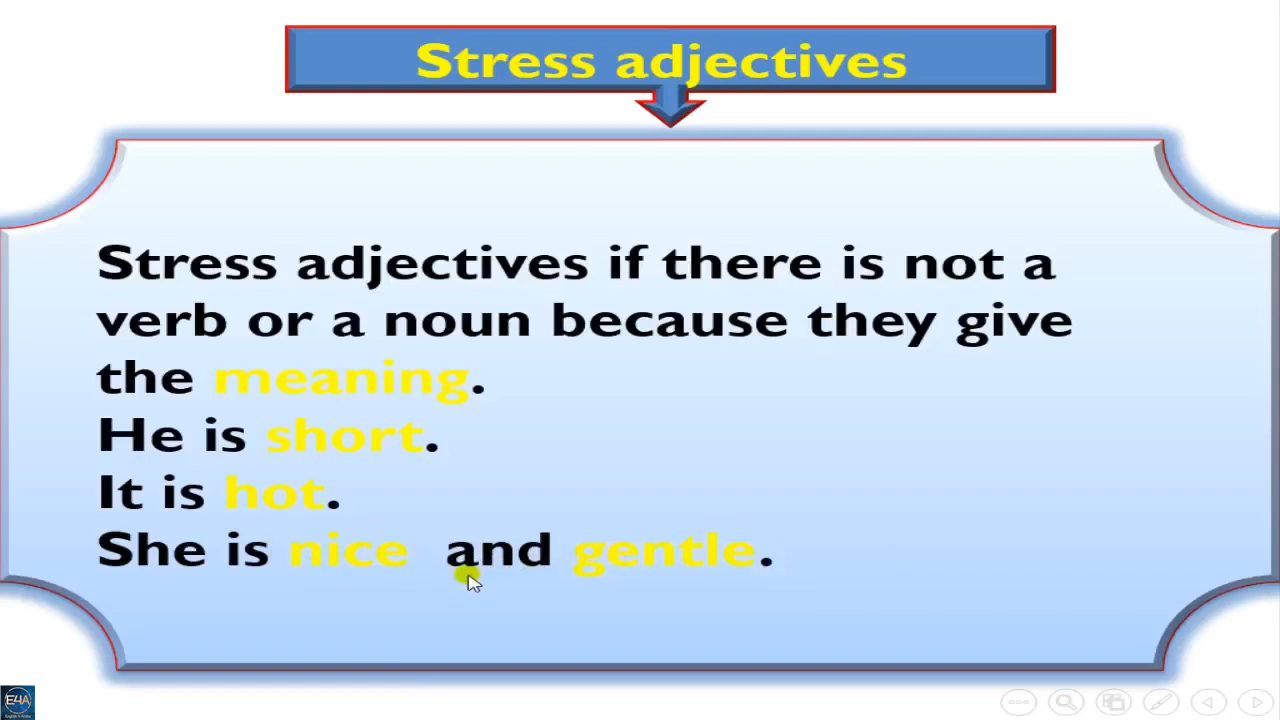 Stress adjectives
Stress adjectives if there is not a
verb or a noun because they give
the meaning.
He is short.
It is hot.
She is nice  and gentle.
E4A